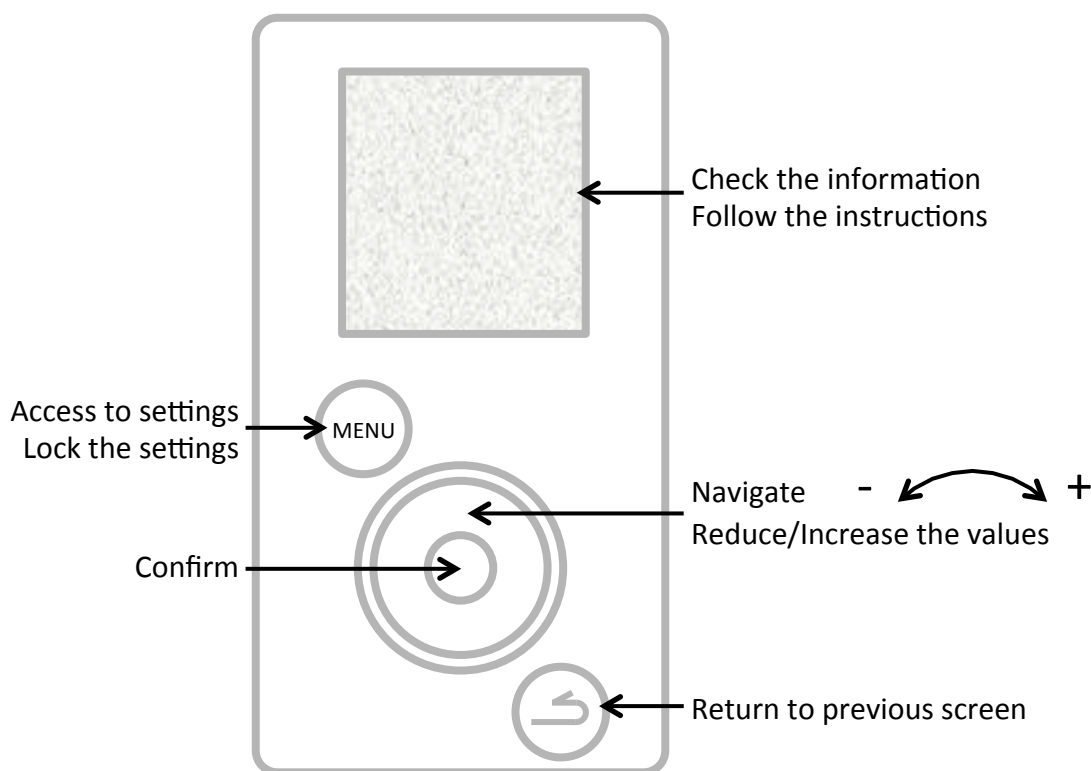 Check the information
Follow the instructions
Access to settings
Lock the settings
MENU
Navigate - +
Reduce/Increase the values
Confirm
Return to previous screen